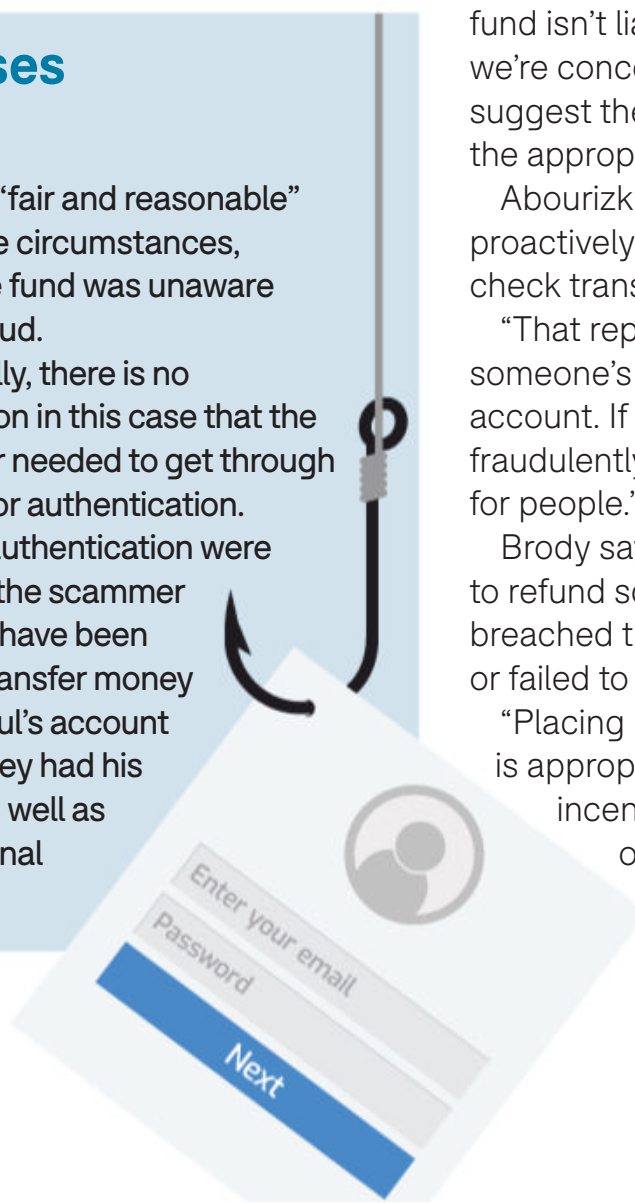 ses
“fair and reasonable”
e circumstances,
e fund was unaware
ud.
lly, there is no
on in this case that the
r needed to get through
or authentication.
authentication were
the scammer
have been
ransfer money
ul’s account
ey had his
well as
nal
Enter your email
Password
Next
fund isn’t lia
we’re conce
suggest the
the approp
Abourizk
proactively
check trans
“That rep
someone’s
account. If
fraudulently
for people.”
Brody sa
to refund sc
breached t
or failed to
“Placing
is approp
incen
o